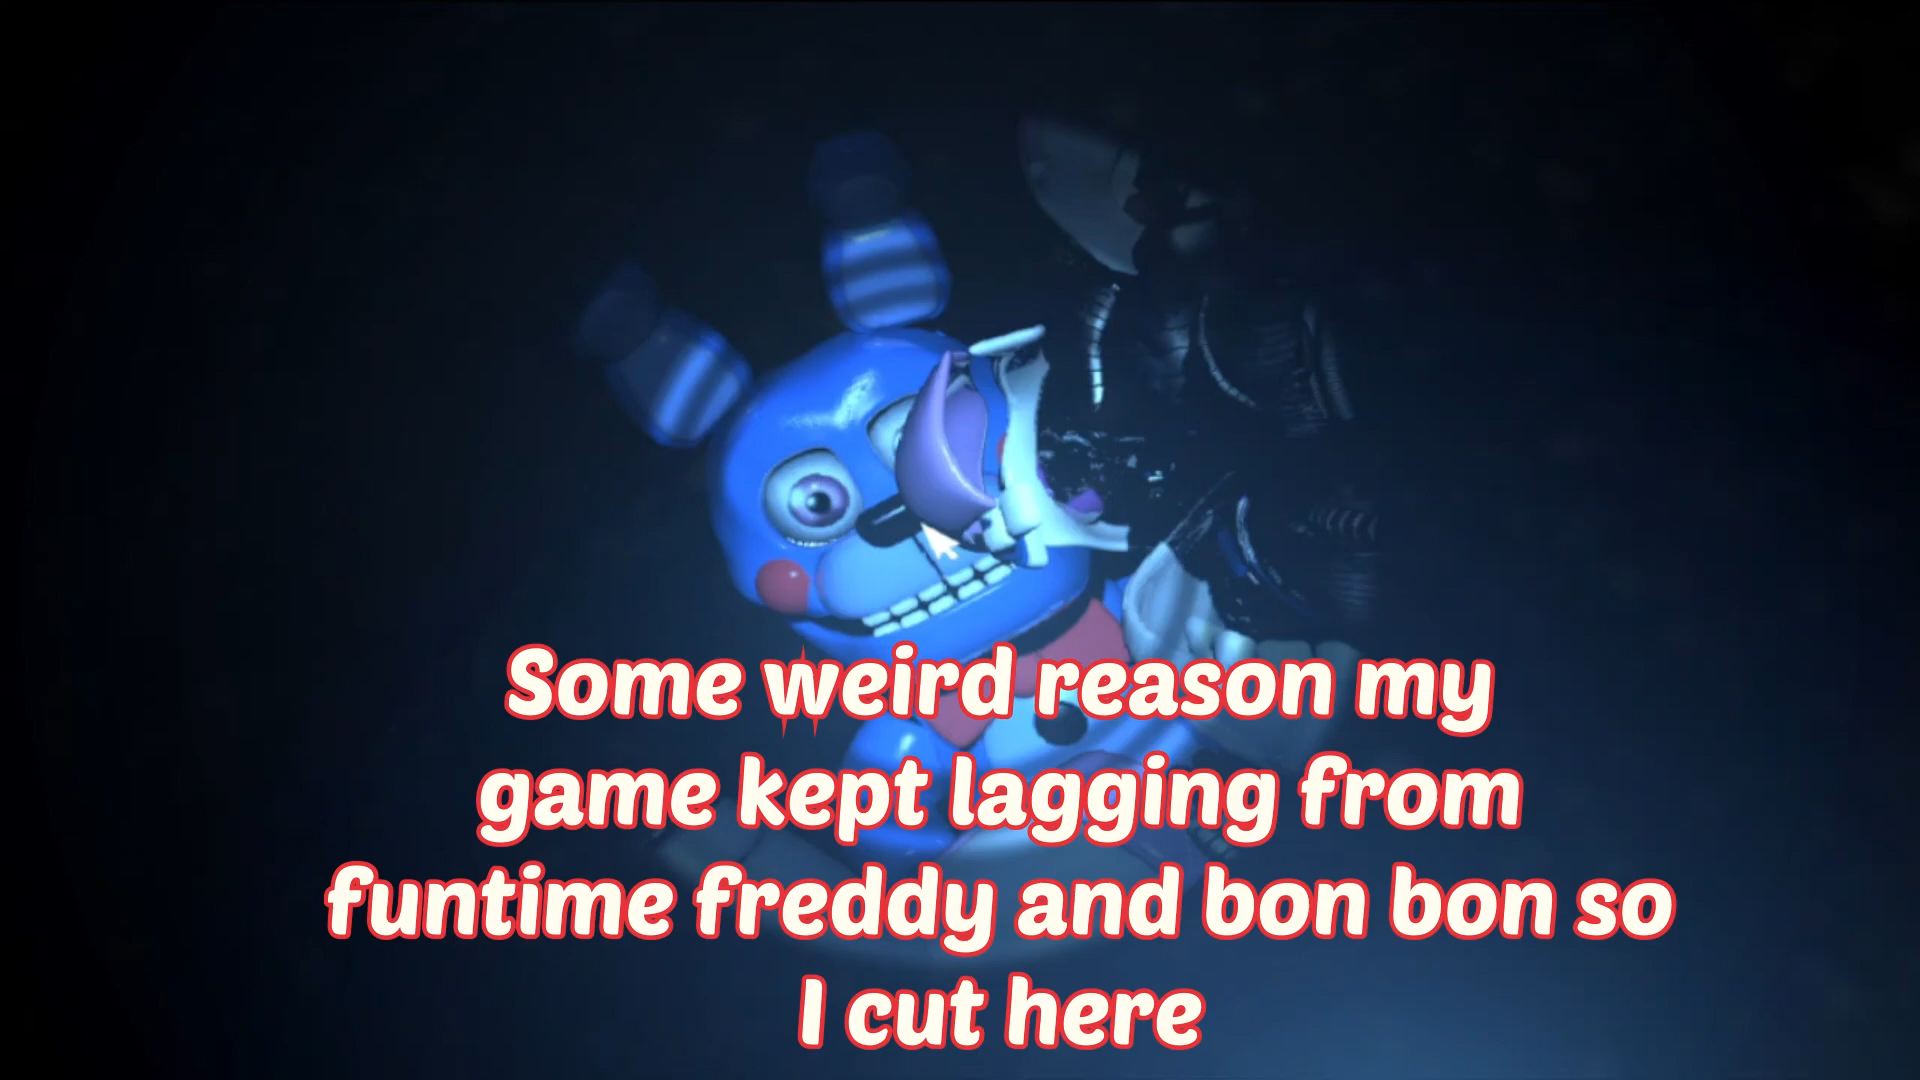 Some weird reason my
game kept lagging from
funtime freddy and bon bon so
I cut here